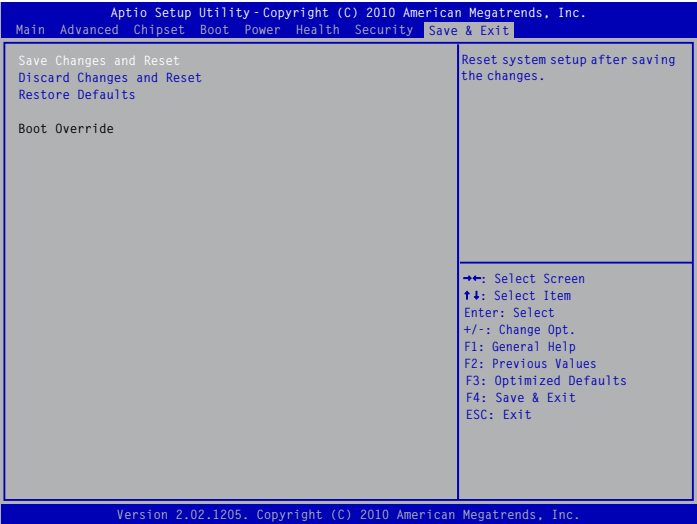 Aptio Setup Utility - Copyright (C) 2010 American Megatrends, Inc.
Main Advanced Chipset Boot Power Health Security Save & Exit
Save Changes and Reset
Discard Changes and Reset
Restore Defaults
Boot Override
Reset system setup after saving
the changes.
→←: Select Screen
↑↓: Select Item
Enter: Select
+/-: Change Opt.
F1: General Help
F2: Previous Values
F3: Optimized Defaults
F4: Save & Exit
ESC: Exit
Version 2.02.1205. Copyright (C) 2010 American Megatrends, Inc.